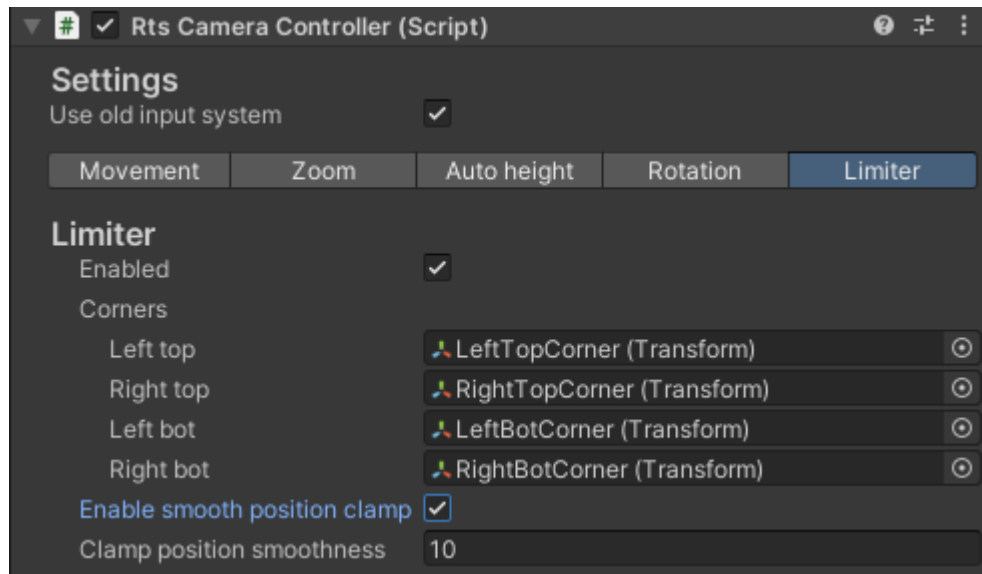 # Rts Camera Controller (Script)
Settings
Use old input system
Movement Zoom Auto height Rotation Limiter
Limiter
Enabled
Corners
Left top LeftTopCorner (Transform)
Right top RightTopCorner (Transform)
Left bot LeftBotCorner (Transform)
Right bot RightBotCorner (Transform)
Enable smooth position clamp
Clamp position smoothness 10